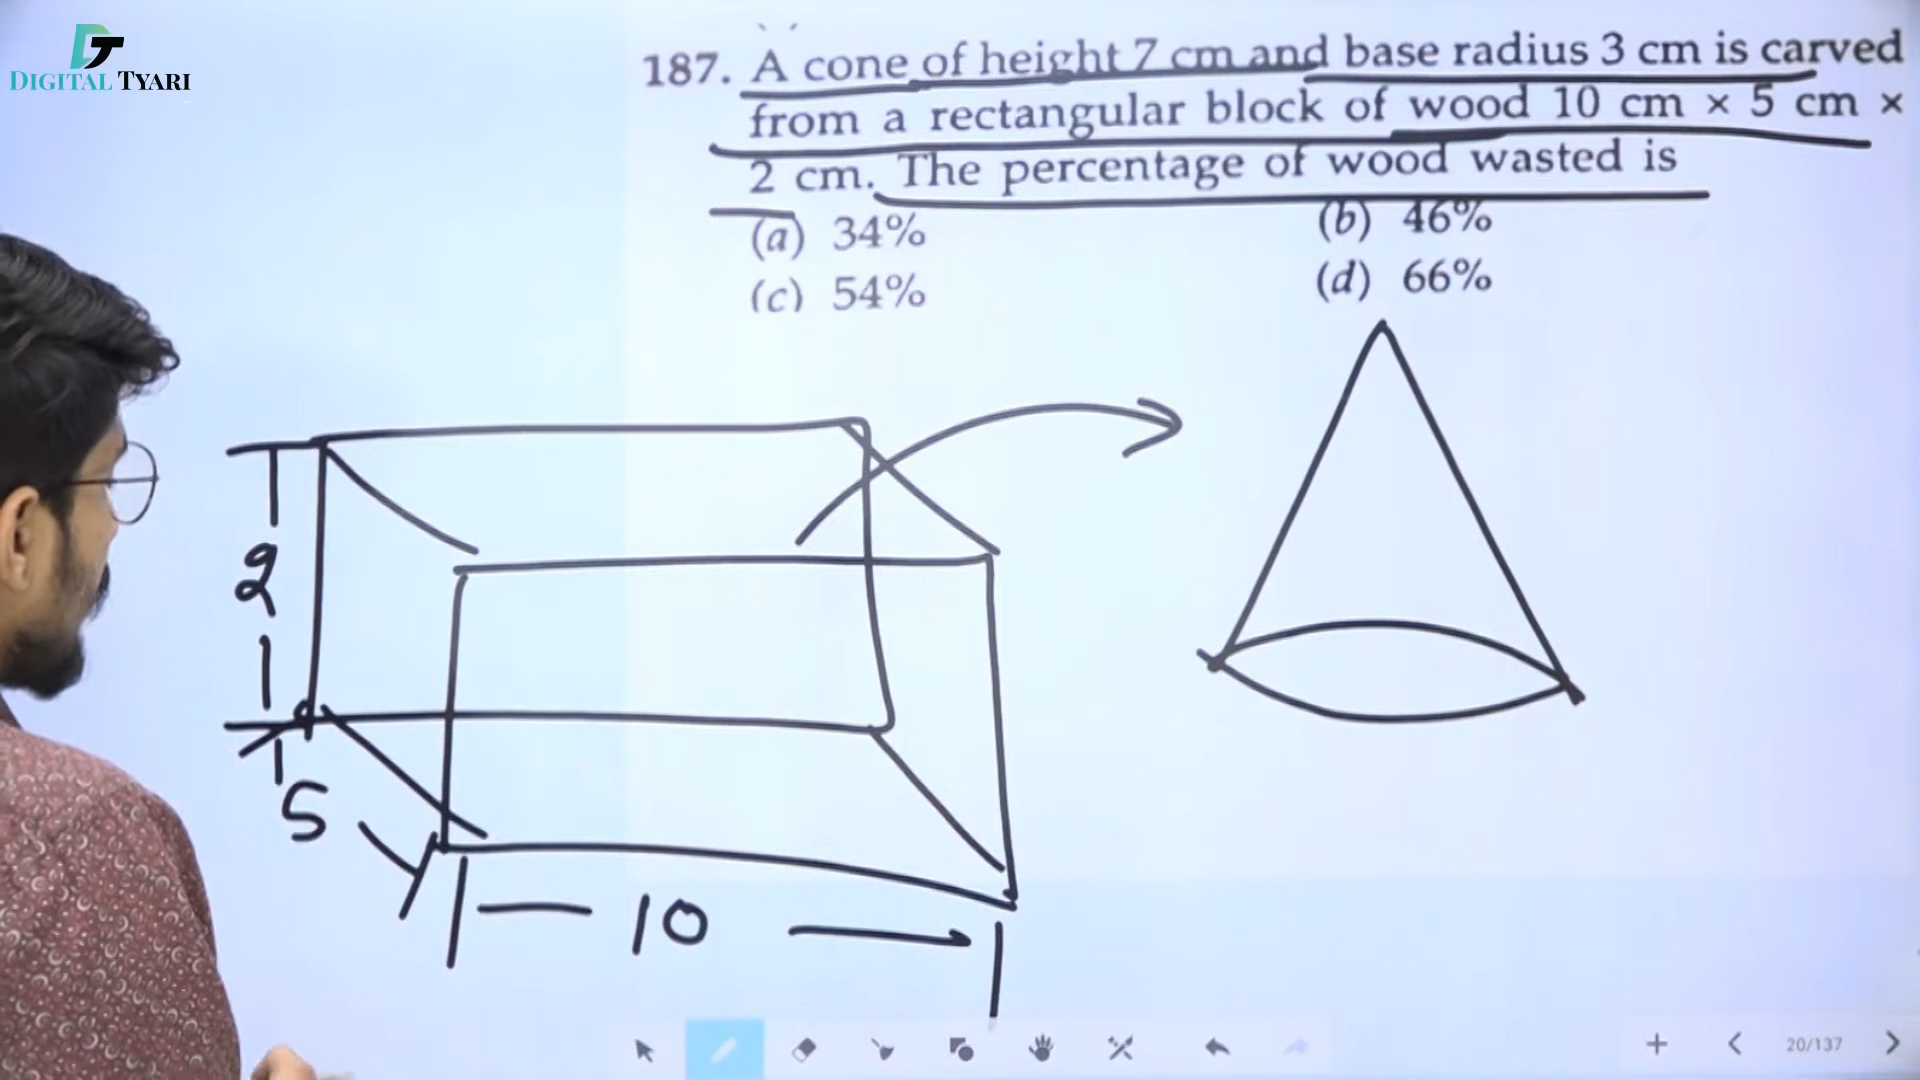 DIGITAL TYARI
187. A cone of height 7 cm and base radius 3 cm is carved
from a rectangular block of wood 10 cm × 5 cm ×
2 cm. The percentage of wood wasted is
(a) 34% (b) 46%
(c) 54% (d) 66%
2
5
10
20/137